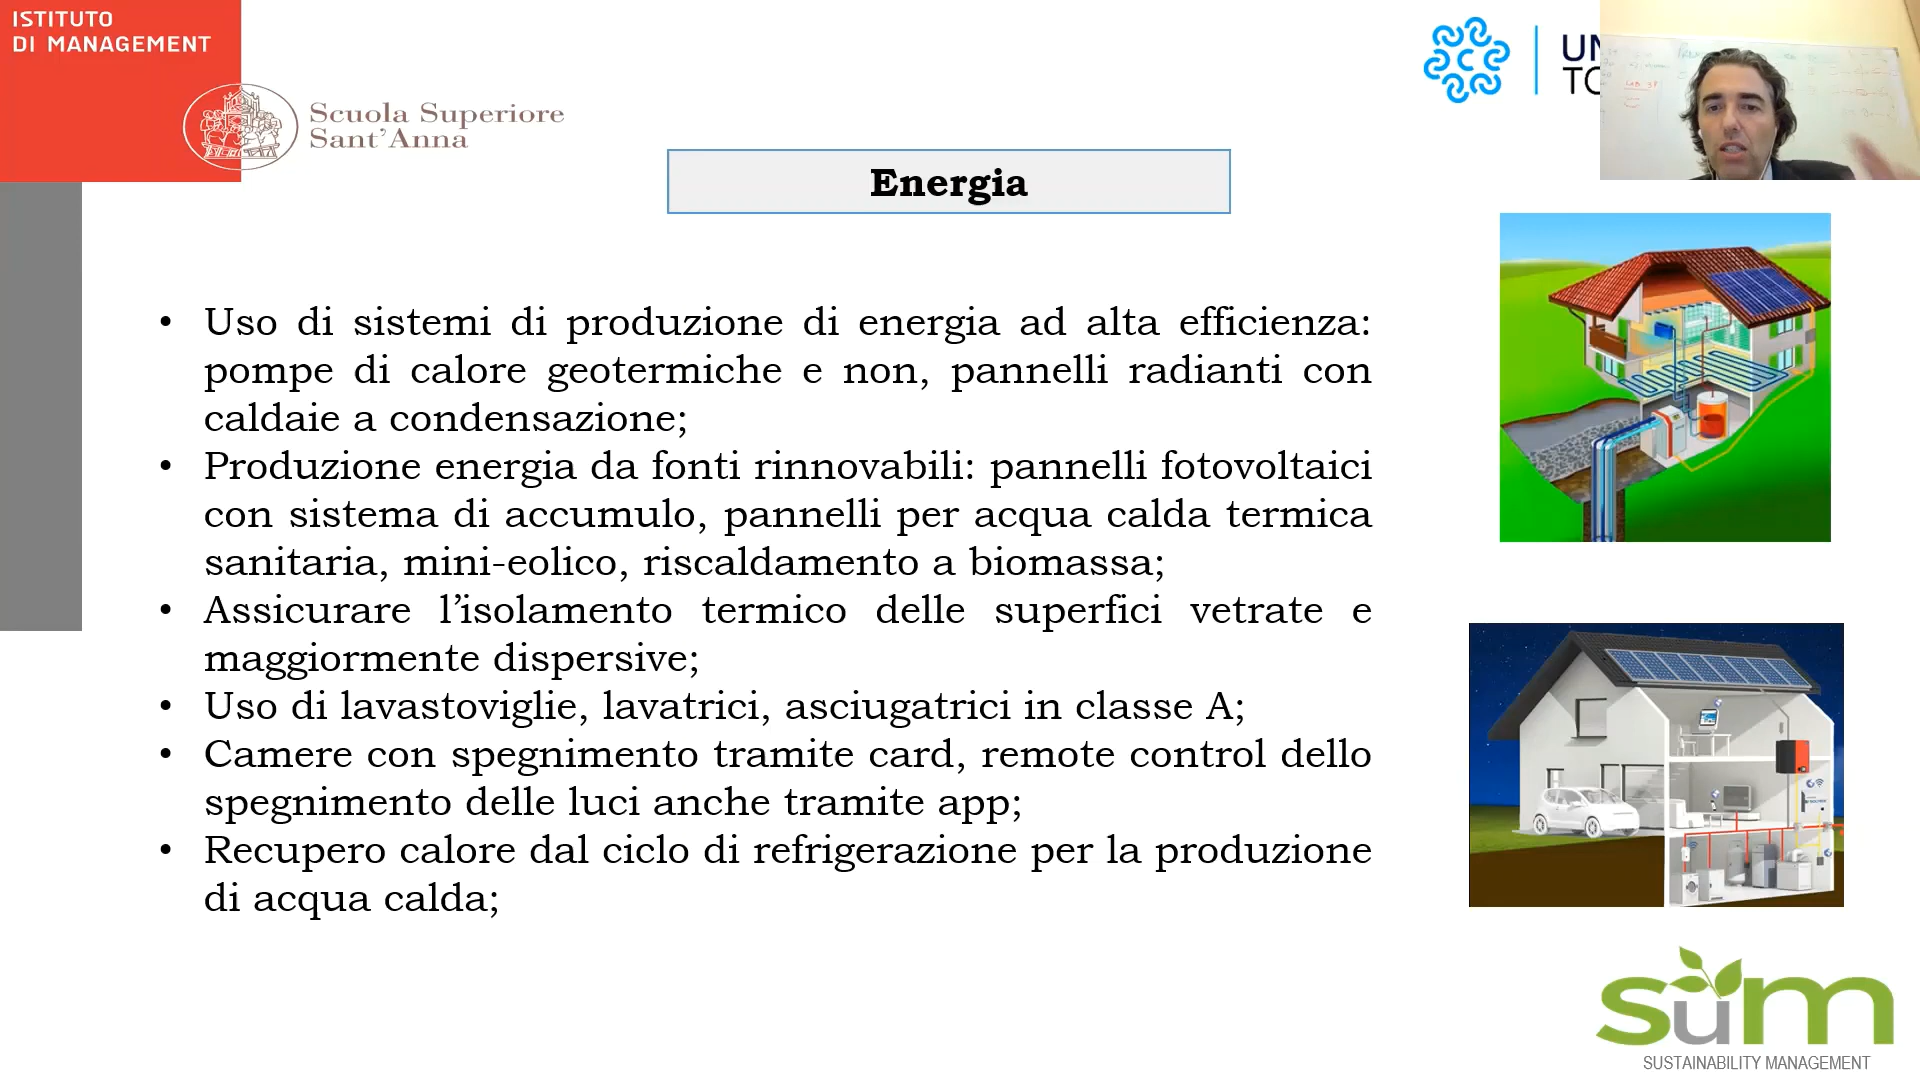 ISTITUTO
DI MANAGEMENT
Scuola Superiore
Sant'Anna
Energia
• Uso di sistemi di produzione di energia ad alta efficienza:
pompe di calore geotermiche e non, pannelli radianti con
caldaie a condensazione;
• Produzione energia da fonti rinnovabili: pannelli fotovoltaici
con sistema di accumulo, pannelli per acqua calda termica
sanitaria, mini-eolico, riscaldamento a biomassa;
• Assicurare l’isolamento termico delle superfici vetrate e
maggiormente dispersive;
• Uso di lavastoviglie, lavatrici, asciugatrici in classe A;
• Camere con spegnimento tramite card, remote control dello
spegnimento delle luci anche tramite app;
• Recupero calore dal ciclo di refrigerazione per la produzione
di acqua calda;
sum
SUSTAINABILITY MANAGEMENT